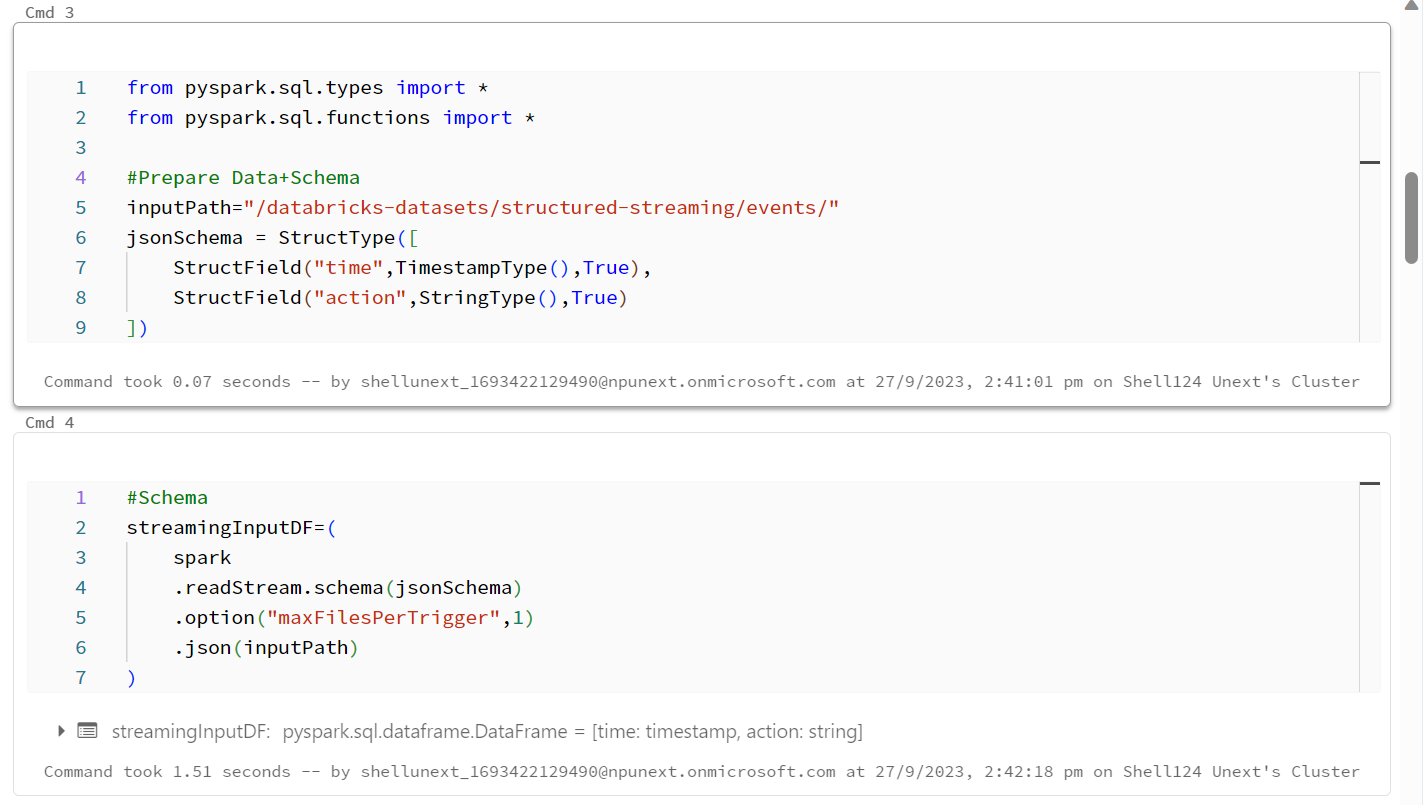 Cmd 3
1 from pyspark.sql.types import *
2 from pyspark.sql.functions import *
3
4 #Prepare Data+Schema
5 inputPath="/databricks-datasets/structured-streaming/events/"
6 jsonSchema = StructType([
7     StructField("time",TimestampType(),True),
8     StructField("action",StringType(),True)
9 ])
Command took 0.07 seconds -- by shellunext_1693422129490@npunext.onmicrosoft.com at 27/9/2023, 2:41:01 pm on Shell124 Unext's Cluster
Cmd 4
1 #Schema
2 streamingInputDF=(
3     spark
4     .readStream.schema(jsonSchema)
5     .option("maxFilesPerTrigger",1)
6     .json(inputPath)
7 )
streamingInputDF: pyspark.sql.dataframe.DataFrame = [time: timestamp, action: string]
Command took 1.51 seconds -- by shellunext_1693422129490@npunext.onmicrosoft.com at 27/9/2023, 2:42:18 pm on Shell124 Unext's Cluster